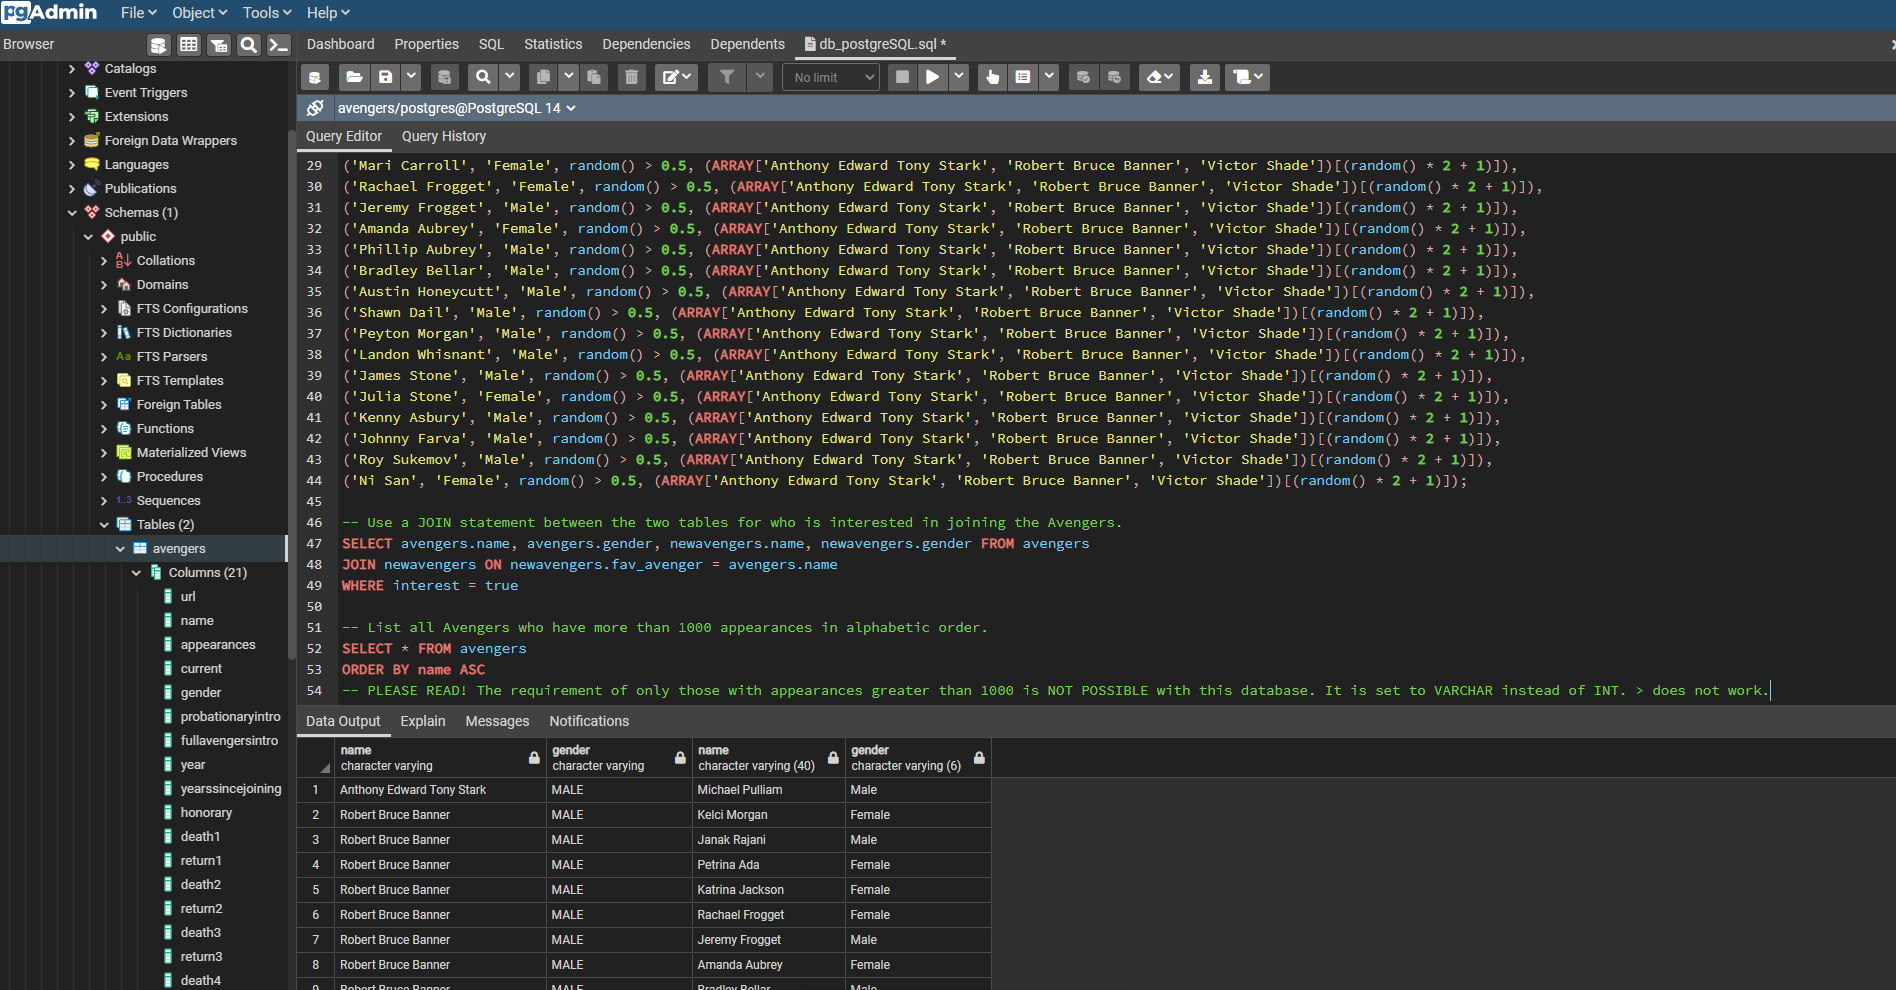 pgAdmin File Object Tools Help
Browser
Dashboard Properties SQL Statistics Dependencies Dependents db_postgreSQL.sql *
No limit
avengers/postgres@PostgreSQL 14
Query Editor Query History
Catalogs
Event Triggers
Extensions
Foreign Data Wrappers
Languages
Publications
Schemas (1)
public
Collations
Domains
FTS Configurations
FTS Dictionaries
Aa FTS Parsers
FTS Templates
Foreign Tables
Functions
Materialized Views
Procedures
1..3 Sequences
Tables (2)
avengers
Columns (21)
url
name
appearances
current
gender
probationaryintro
fullavengersintro
year
yearssincejoining
honorary
death1
return1
death2
return2
death3
return3
death4
29 ('Mari Carroll', 'Female', random() > 0.5, (ARRAY['Anthony Edward Tony Stark', 'Robert Bruce Banner', 'Victor Shade'])[(random() * 2 + 1)]),
30 ('Rachael Frogget', 'Female', random() > 0.5, (ARRAY['Anthony Edward Tony Stark', 'Robert Bruce Banner', 'Victor Shade'])[(random() * 2 + 1)]),
31 ('Jeremy Frogget', 'Male', random() > 0.5, (ARRAY['Anthony Edward Tony Stark', 'Robert Bruce Banner', 'Victor Shade'])[(random() * 2 + 1)]),
32 ('Amanda Aubrey', 'Female', random() > 0.5, (ARRAY['Anthony Edward Tony Stark', 'Robert Bruce Banner', 'Victor Shade'])[(random() * 2 + 1)]),
33 ('Phillip Aubrey', 'Male', random() > 0.5, (ARRAY['Anthony Edward Tony Stark', 'Robert Bruce Banner', 'Victor Shade'])[(random() * 2 + 1)]),
34 ('Bradley Bellar', 'Male', random() > 0.5, (ARRAY['Anthony Edward Tony Stark', 'Robert Bruce Banner', 'Victor Shade'])[(random() * 2 + 1)]),
35 ('Austin Honeycutt', 'Male', random() > 0.5, (ARRAY['Anthony Edward Tony Stark', 'Robert Bruce Banner', 'Victor Shade'])[(random() * 2 + 1)]),
36 ('Shawn Dail', 'Male', random() > 0.5, (ARRAY['Anthony Edward Tony Stark', 'Robert Bruce Banner', 'Victor Shade'])[(random() * 2 + 1)]),
37 ('Peyton Morgan', 'Male', random() > 0.5, (ARRAY['Anthony Edward Tony Stark', 'Robert Bruce Banner', 'Victor Shade'])[(random() * 2 + 1)]),
38 ('Landon Whisnant', 'Male', random() > 0.5, (ARRAY['Anthony Edward Tony Stark', 'Robert Bruce Banner', 'Victor Shade'])[(random() * 2 + 1)]),
39 ('James Stone', 'Male', random() > 0.5, (ARRAY['Anthony Edward Tony Stark', 'Robert Bruce Banner', 'Victor Shade'])[(random() * 2 + 1)]),
40 ('Julia Stone', 'Female', random() > 0.5, (ARRAY['Anthony Edward Tony Stark', 'Robert Bruce Banner', 'Victor Shade'])[(random() * 2 + 1)]),
41 ('Kenny Asbury', 'Male', random() > 0.5, (ARRAY['Anthony Edward Tony Stark', 'Robert Bruce Banner', 'Victor Shade'])[(random() * 2 + 1)]),
42 ('Johnny Farva', 'Male', random() > 0.5, (ARRAY['Anthony Edward Tony Stark', 'Robert Bruce Banner', 'Victor Shade'])[(random() * 2 + 1)]),
43 ('Roy Sukemov', 'Male', random() > 0.5, (ARRAY['Anthony Edward Tony Stark', 'Robert Bruce Banner', 'Victor Shade'])[(random() * 2 + 1)]),
44 ('Ni San', 'Female', random() > 0.5, (ARRAY['Anthony Edward Tony Stark', 'Robert Bruce Banner', 'Victor Shade'])[(random() * 2 + 1)]);
45
46 -- Use a JOIN statement between the two tables for who is interested in joining the Avengers.
47 SELECT avengers.name, avengers.gender, newavengers.name, newavengers.gender FROM avengers
48 JOIN newavengers ON newavengers.fav_avenger = avengers.name
49 WHERE interest = true
50
51 -- List all Avengers who have more than 1000 appearances in alphabetic order.
52 SELECT * FROM avengers
53 ORDER BY name ASC
54 -- PLEASE READ! The requirement of only those with appearances greater than 1000 is NOT POSSIBLE with this database. It is set to VARCHAR instead of INT. > does not work.
Data Output Explain Messages Notifications
name gender name gender
character varying character varying character varying (40) character varying (6)
1 Anthony Edward Tony Stark MALE Michael Pulliam Male
2 Robert Bruce Banner MALE Kelci Morgan Female
3 Robert Bruce Banner MALE Janak Rajani Male
4 Robert Bruce Banner MALE Petrina Ada Female
5 Robert Bruce Banner MALE Katrina Jackson Female
6 Robert Bruce Banner MALE Rachael Frogget Female
7 Robert Bruce Banner MALE Jeremy Frogget Male
8 Robert Bruce Banner MALE Amanda Aubrey Female
9 Robert Bruce Banner MALE Bradley Bellar Male